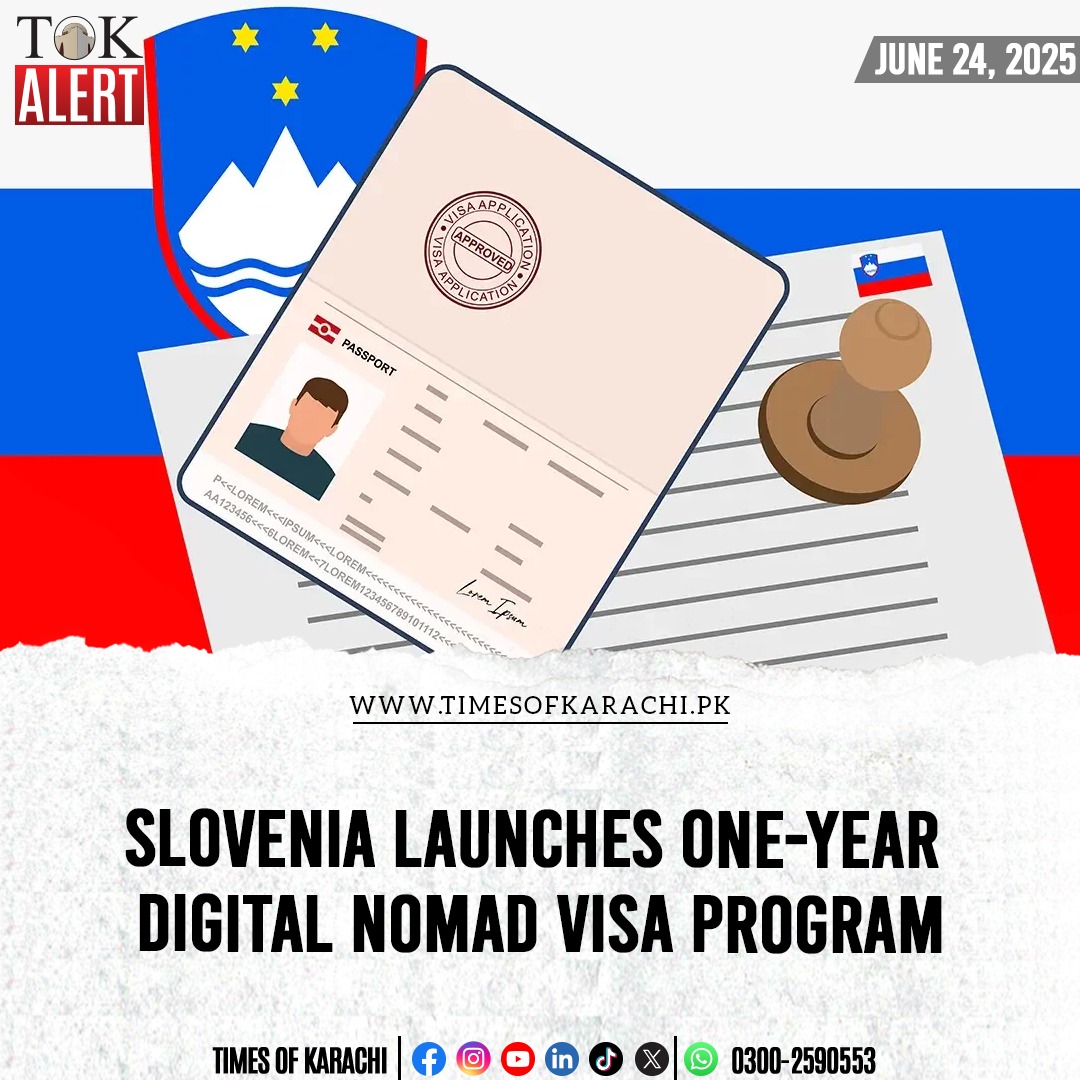 TOK
ALERT
JUNE 24, 2025
VISA APPLICATION
APPROVED
VISA APPLICATION
PASSPORT
P<<LOREM<<<IPSUM<<<LOREM<<<<<<<<<<<<<<<<<<<<<<
AA123456<<<6LOREM<<7LOREM123456789101112<<<
Lorem Ipsum
WWW.TIMESOFKARACHI.PK
SLOVENIA LAUNCHES ONE-YEAR
DIGITAL NOMAD VISA PROGRAM
TIMES OF KARACHI
0300-2590553